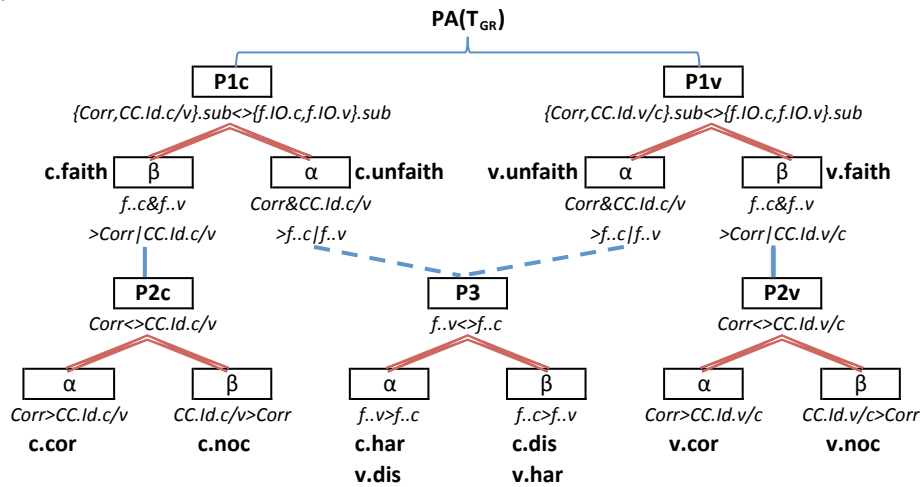 PA(T_GR)
P1c P1v
{Corr,CC.Id.c/v}.sub<>{f.IO.c,f.IO.v}.sub {Corr,CC.Id.v/c}.sub<>{f.IO.c,f.IO.v}.sub
c.faith β α c.unfaith v.unfaith α β v.faith
f..c&f..v Corr&CC.Id.c/v Corr&CC.Id.c/v f..c&f..v
>Corr|CC.Id.c/v >f..c|f..v >f..c|f..v >Corr|CC.Id.v/c
P2c P3 P2v
Corr<>CC.Id.c/v f..v<>f..c Corr<>CC.Id.v/c
α β α β α β
Corr>CC.Id.c/v CC.Id.c/v>Corr f..v>f..c f..c>f..v Corr>CC.Id.v/c CC.Id.v/c>Corr
c.cor c.noc c.har c.dis v.cor v.noc
v.dis v.har